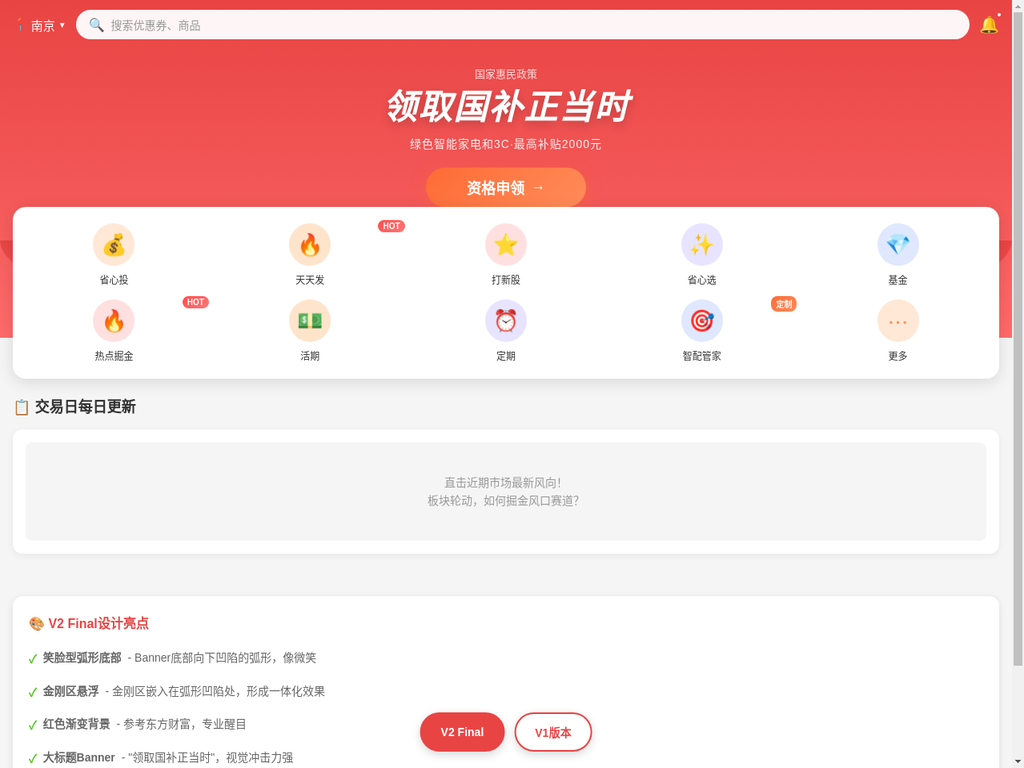 南京 ▼
搜索优惠券、商品
国家惠民政策
领取国补正当时
绿色智能家电和3C·最高补贴2000元
资格申领 →
HOT
省心投
天天发
打新股
省心选
基金
HOT
定制
热点掘金
活期
定期
智配管家
更多
交易日每日更新
直击近期市场最新风向!
板块轮动，如何掘金风口赛道?
V2 Final设计亮点
✓ 笑脸型弧形底部 - Banner底部向下凹陷的弧形，像微笑
✓ 金刚区悬浮 - 金刚区嵌入在弧形凹陷处，形成一体化效果
✓ 红色渐变背景 - 参考东方财富，专业醒目
✓ 大标题Banner - "领取国补正当时"，视觉冲击力强
V2 Final
V1版本